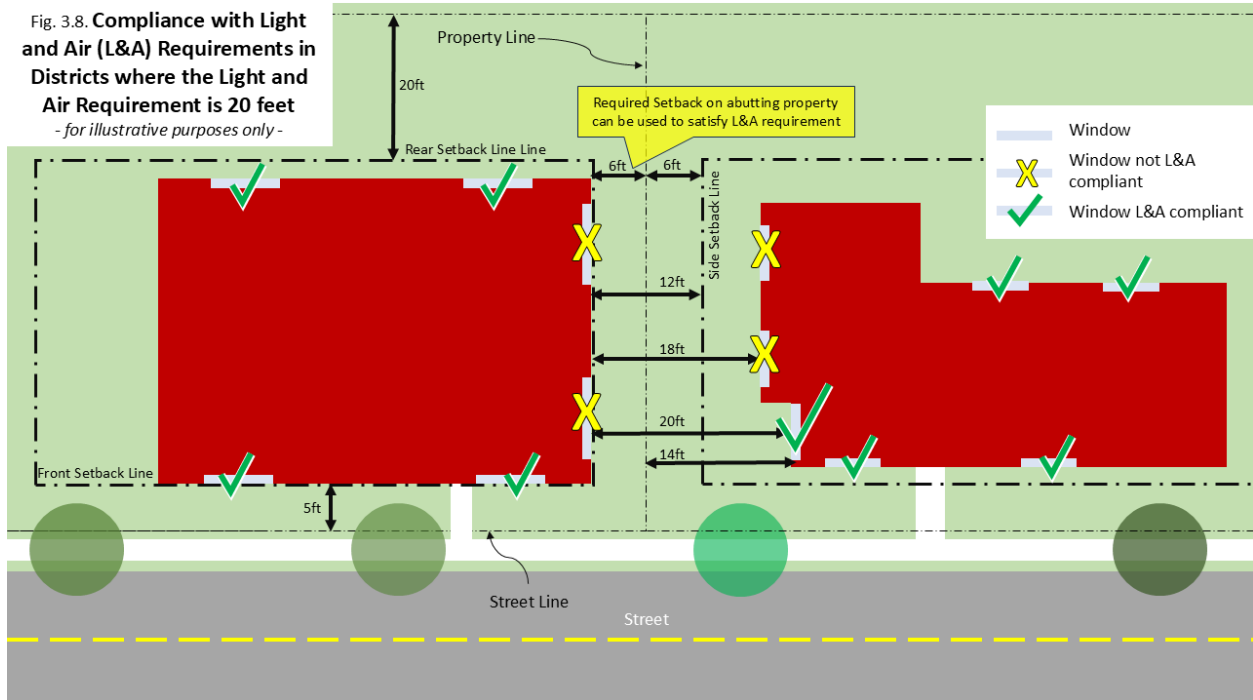 Fig. 3.8. Compliance with Light
and Air (L&A) Requirements in
Districts where the Light and
Air Requirement is 20 feet
- for illustrative purposes only -
Property Line
20ft
Required Setback on abutting property
can be used to satisfy L&A requirement
Window
Window not L&A
compliant
Window L&A compliant
Rear Setback Line Line
6ft
6ft
Side Setback Line
12ft
18ft
20ft
14ft
Front Setback Line
5ft
Street Line
Street